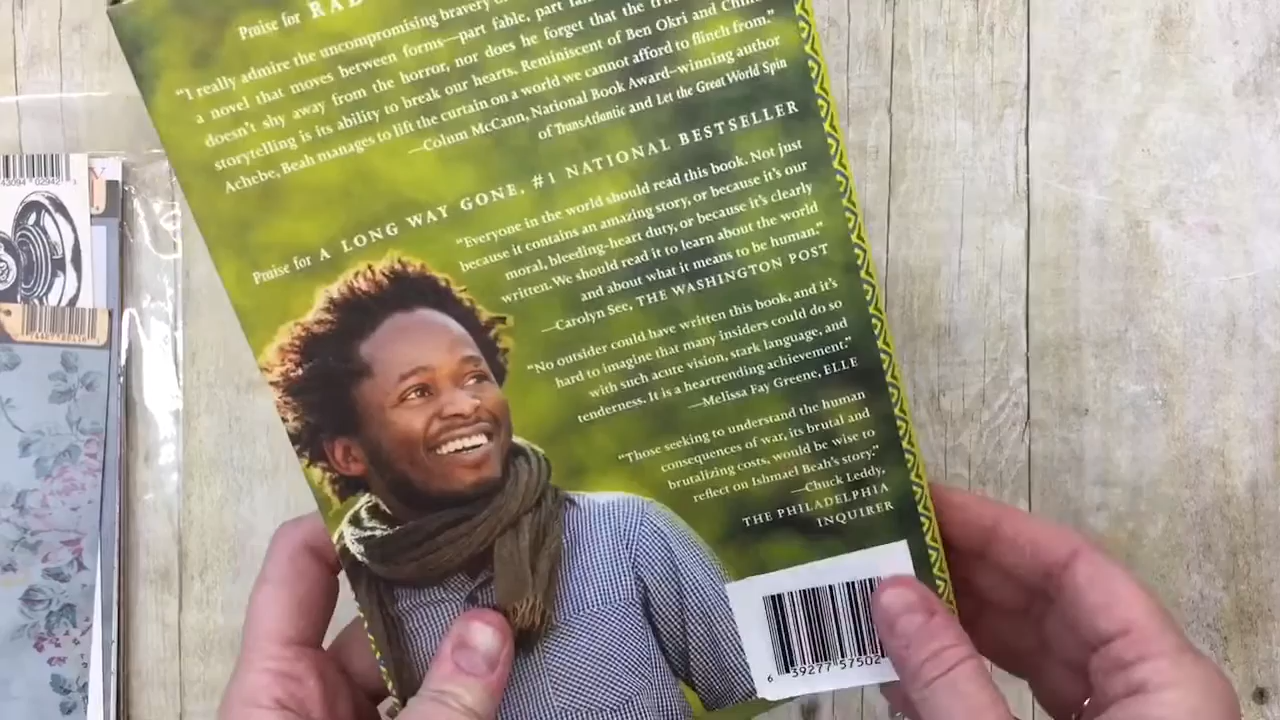 Praise for RAD
"I really admire the uncompromising bravery
a novel that moves between forms—part fable, part
doesn't shy away from the horror, nor does he forget that the
storytelling is its ability to break our hearts. Reminiscent of Ben Okri and
Achebe, Beah manages to lift the curtain on a world we cannot afford to flinch from."
—Colum McCann, National Book Award–winning author
of TransAtlantic and Let the Great World Spin
Praise for A LONG WAY GONE, #1 NATIONAL BESTSELLER
"Everyone in the world should read this book. Not just
because it contains an amazing story, or because it's our
moral, bleeding-heart duty, or because it's clearly
written. We should read it to learn about the world
and about what it means to be human."
—Carolyn See, THE WASHINGTON POST
"No outsider could have written this book, and it's
hard to imagine that many insiders could do so
with such acute vision, stark language, and
tenderness. It is a heartrending achievement."
—Melissa Fay Greene, ELLE
"Those seeking to understand the human
consequences of war, its brutal and
brutalizing costs, would be wise to
reflect on Ishmael Beah's story."
—Chuck Leddy,
THE PHILADELPHIA
INQUIRER
6 39277 57502
43094 02942